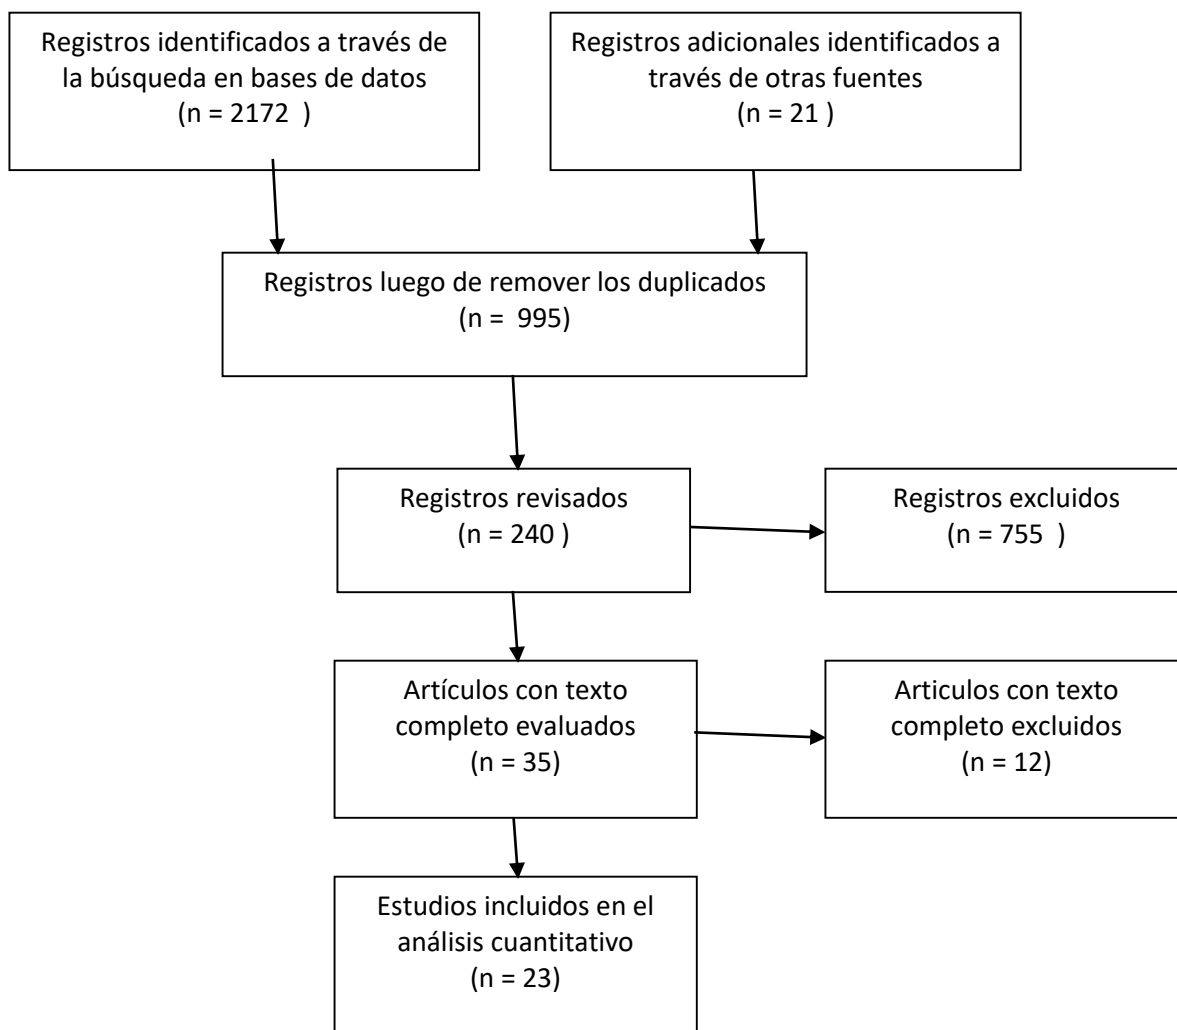 Registros identificados a través de
la búsqueda en bases de datos
(n = 2172  )
Registros adicionales identificados a
través de otras fuentes
(n = 21 )
Registros luego de remover los duplicados
(n =  995)
Registros revisados
(n = 240 )
Registros excluidos
(n = 755  )
Artículos con texto
completo evaluados
(n = 35)
Articulos con texto
completo excluidos
(n = 12)
Estudios incluidos en el
análisis cuantitativo
(n = 23)